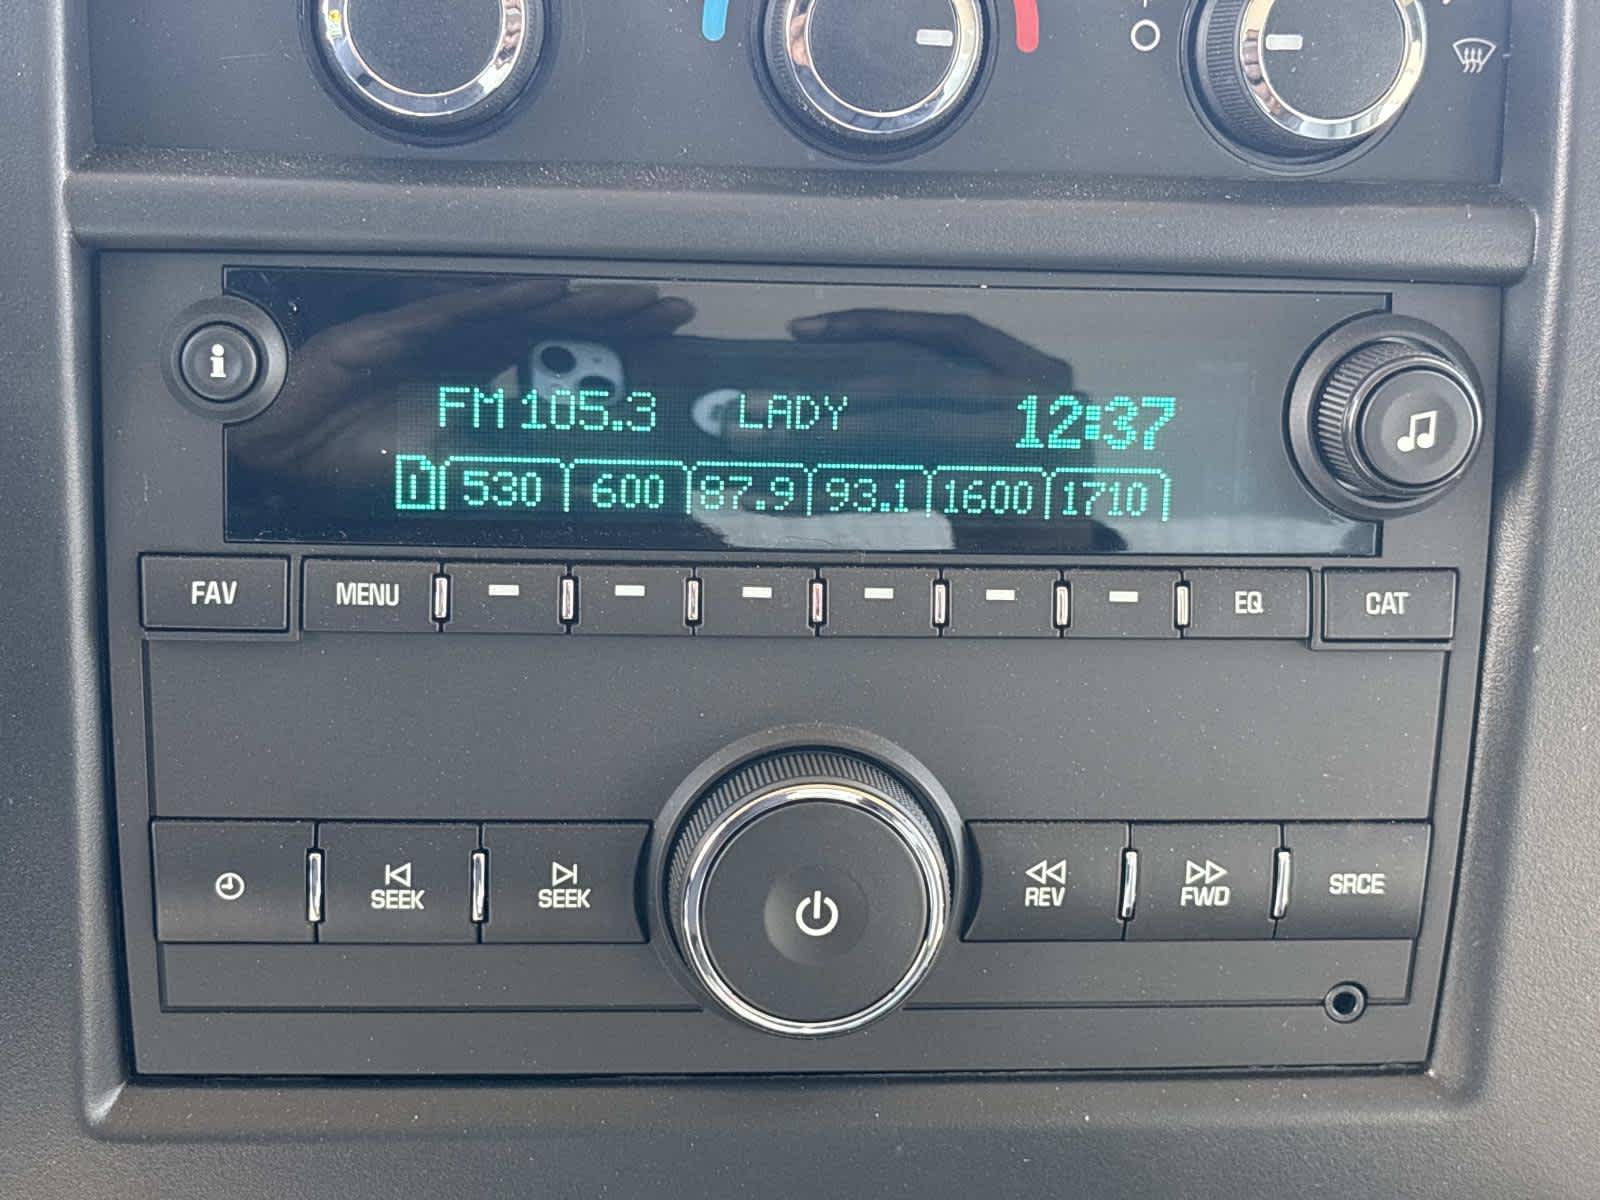 i
FM 105.3 LADY 12:37
1 530 600 87.9 93.1 1600 1710
FAV MENU EQ CAT
SEEK SEEK REV FWD SRCE